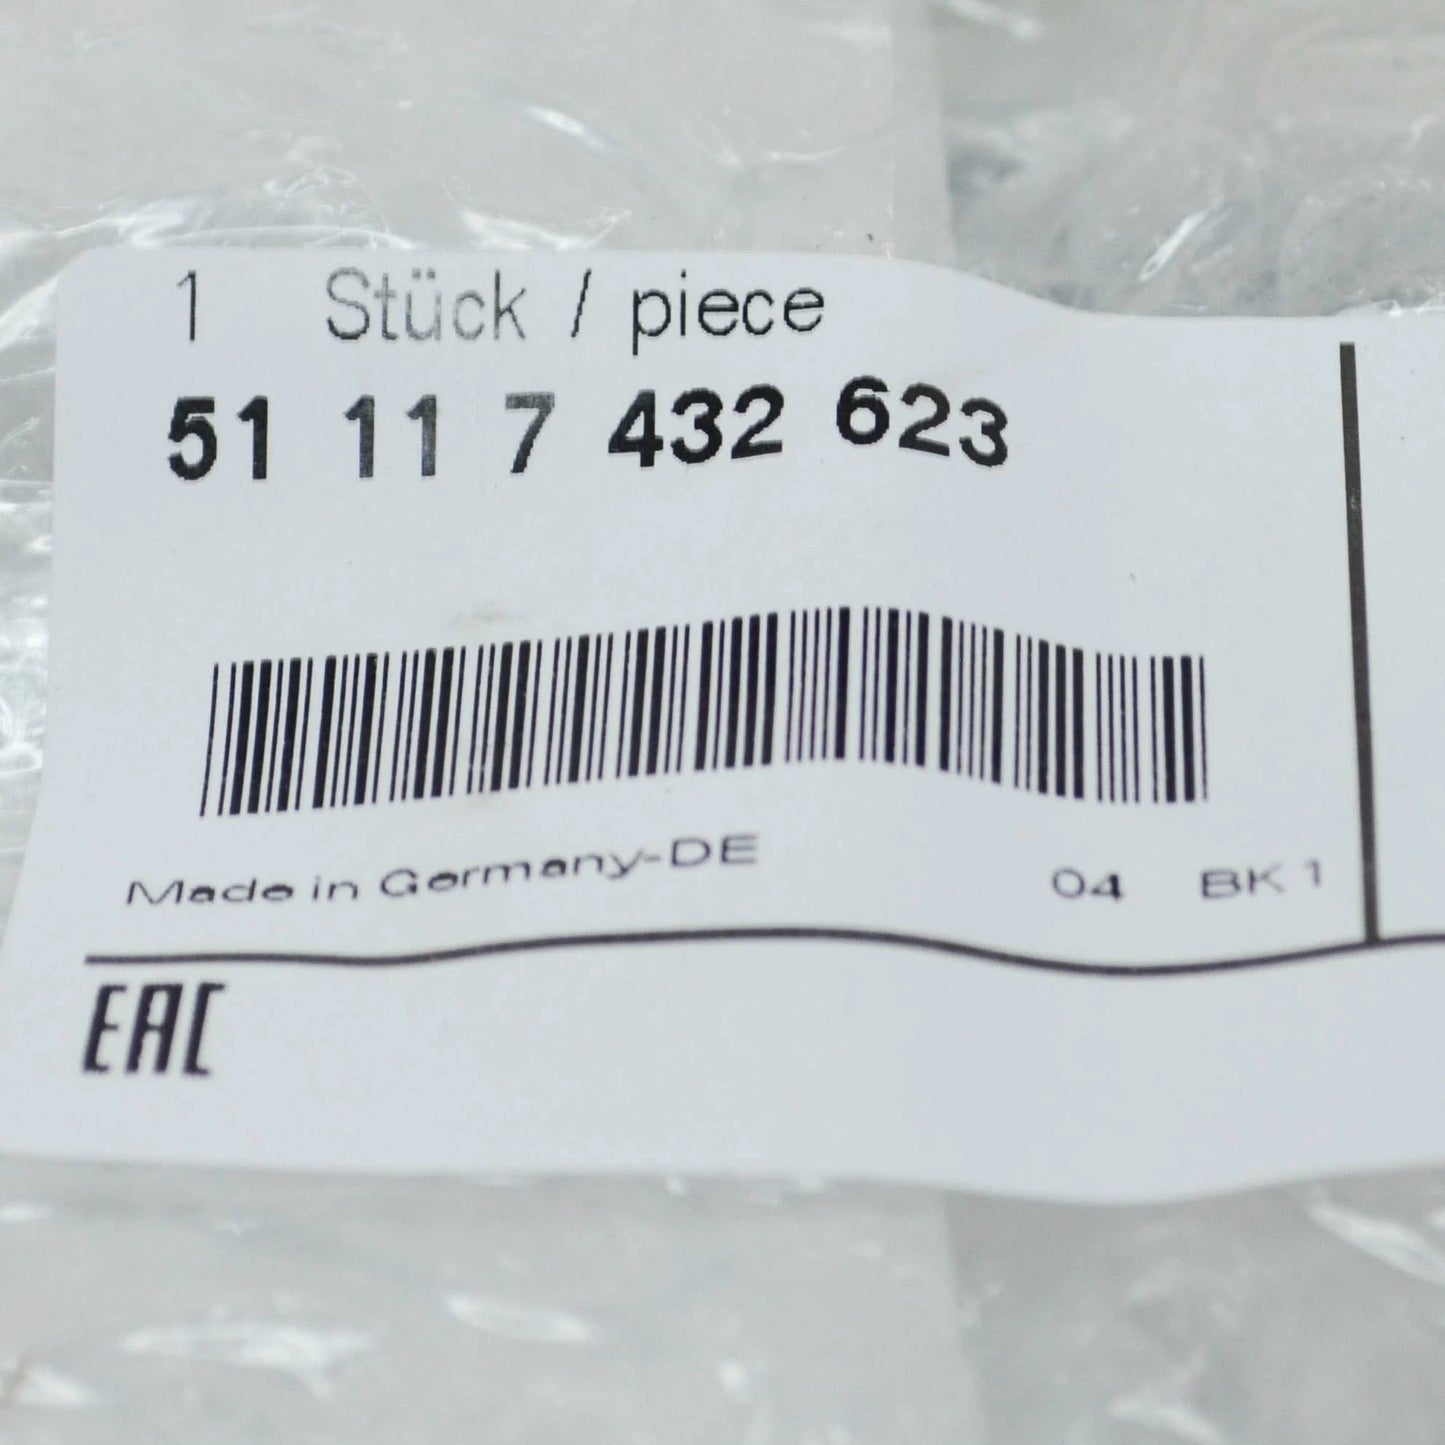 1 Stück / piece
51 11 7 432 623
Made in Germany-DE 04 BK 1
EAC